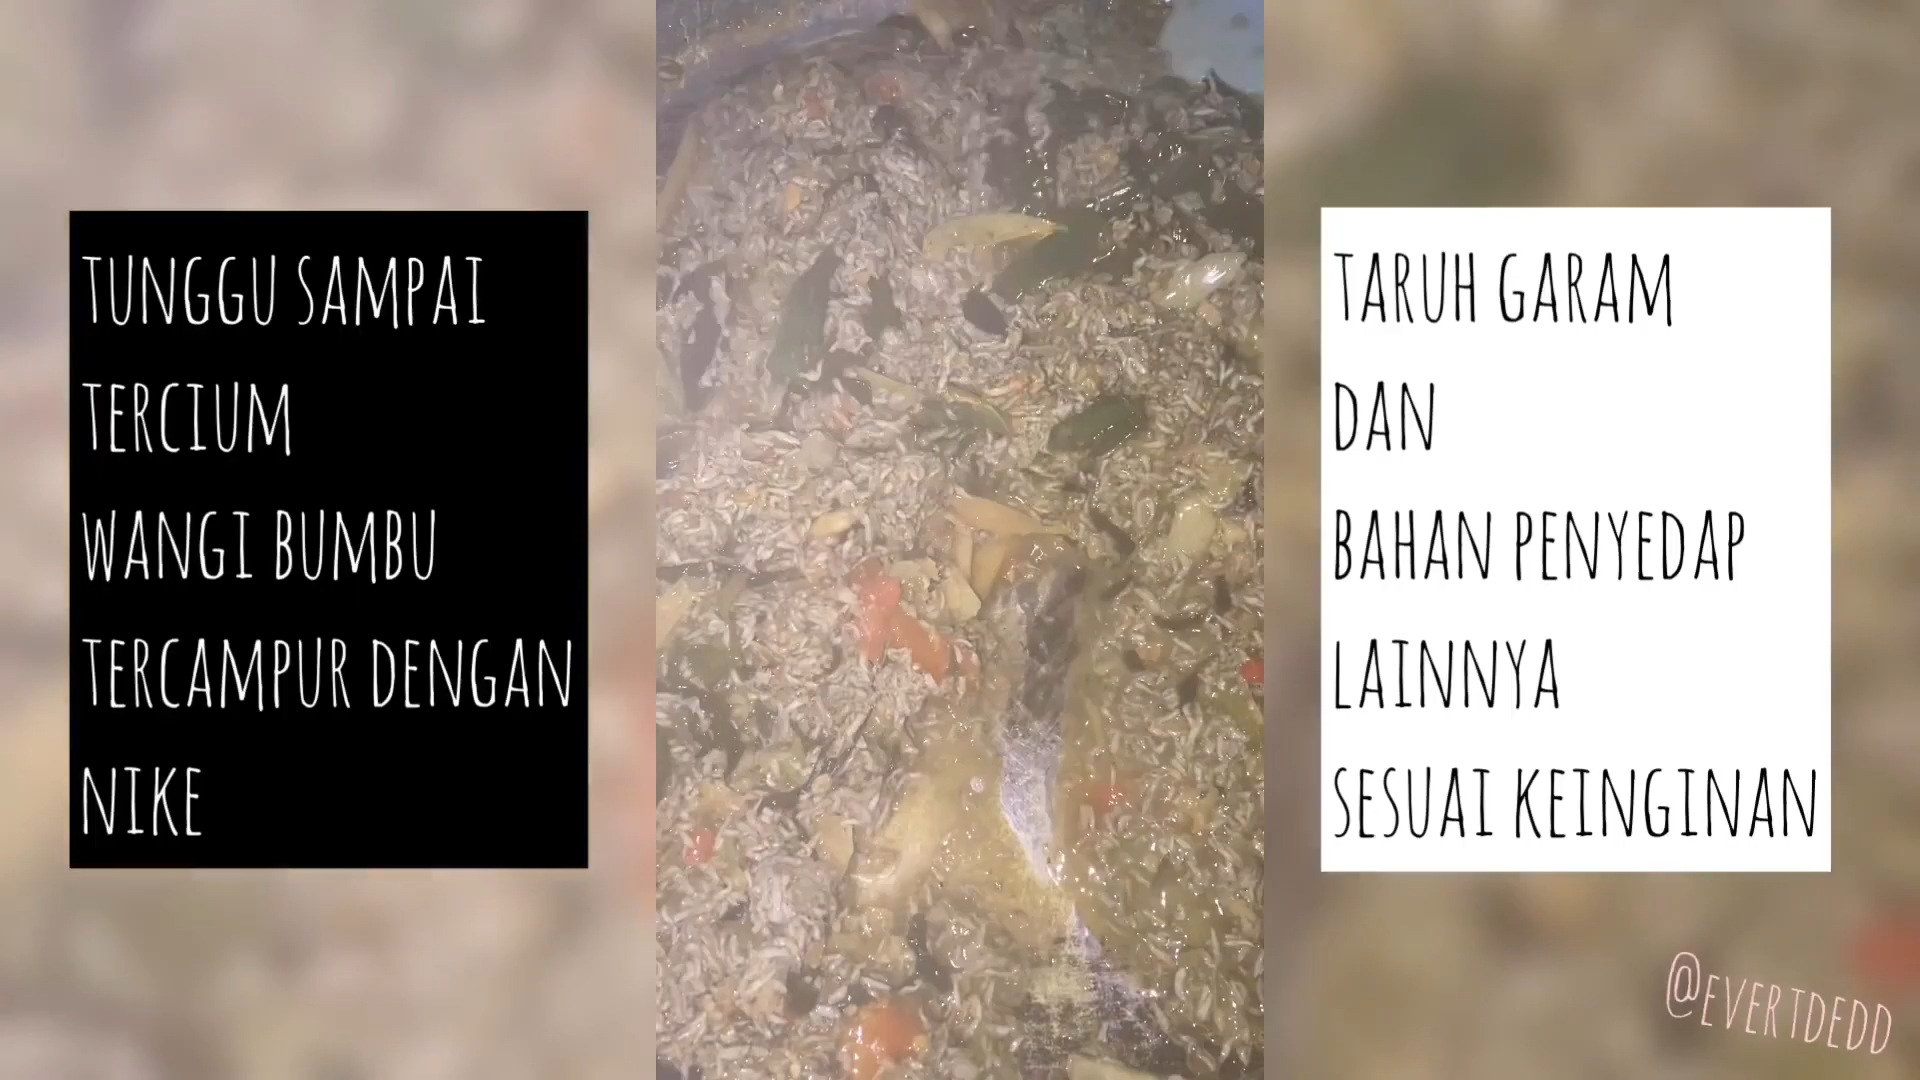 TUNGGU SAMPAI
TERCIUM
WANGI BUMBU
TERCAMPUR DENGAN
NIKE
TARUH GARAM
DAN
BAHAN PENYEDAP
LAINNYA
SESUAI KEINGINAN
@EVERTDEDD